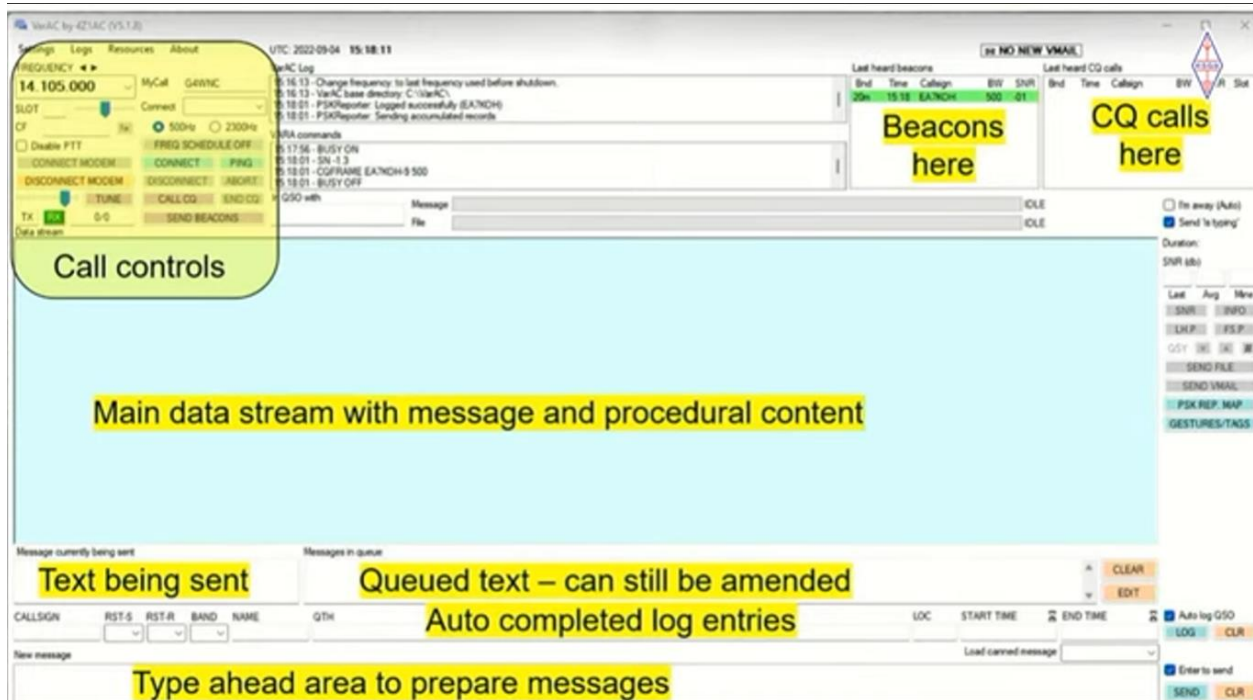 VarAC by 4Z1AC (V5.1.8)
Settings Logs Resources About
UTC: 2022-09-04 15:18:11
NO NEW VMAIL
FREQUENCY
14.105.000
MyCall G4WNC
SLOT
Connect
CF
500Hz 2300Hz
Disable PTT
FREQ SCHEDULE OFF
CONNECT MODEM CONNECT PING
DISCONNECT MODEM DISCONNECT ABORT
TUNE CALL CQ END CQ
TX RX 0/0 SEND BEACONS
Data stream
Call controls
VarAC Log
15:16:13 - Change frequency: to last frequency used before shutdown.
15:16:13 - VarAC base directory: C:\VarAC\
15:18:01 - PSKReporter: Logged successfully (EA7KOH)
15:18:01 - PSKReporter: Sending accumulated records
VARA commands
15:17:56 - BUSY ON
15:18:01 - SN -1.3
15:18:01 - CQFRAME EA7KOH-9 500
15:18:01 - BUSY OFF
QSO with
Message IDLE
File IDLE
Last heard beacons
Bnd Time Callsign BW SNR
20m 15:18 EA7KOH 500 -01
Beacons
here
Last heard CQ calls
Bnd Time Callsign BW Slot
CQ calls
here
I'm away (Auto)
Send 'is typing'
Duration:
SNR (db)
Last Avg Mine
SNR INFO
LH.P FS.P
QSY
SEND FILE
SEND VMAIL
PSK REP. MAP
GESTURES/TAGS
Main data stream with message and procedural content
Message currently being sent
Text being sent
Messages in queue
Queued text – can still be amended
CLEAR
EDIT
CALLSIGN RST-S RST-R BAND NAME QTH LOC START TIME END TIME
Auto completed log entries
Auto log QSO
LOG CLR
New message
Load canned message
Type ahead area to prepare messages
Enter to send
SEND CLR